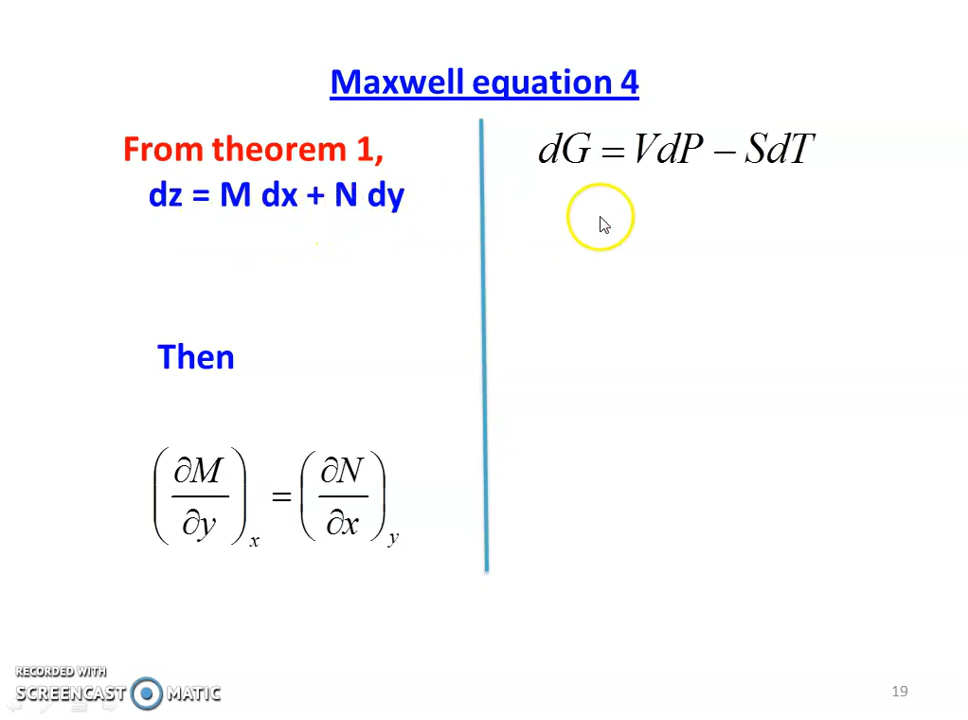 Maxwell equation 4
From theorem 1,
dz = M dx + N dy
Then
(∂M/∂y)ₓ = (∂N/∂x)ᵧ
dG = VdP − SdT
RECORDED WITH
SCREENCAST MATIC
19